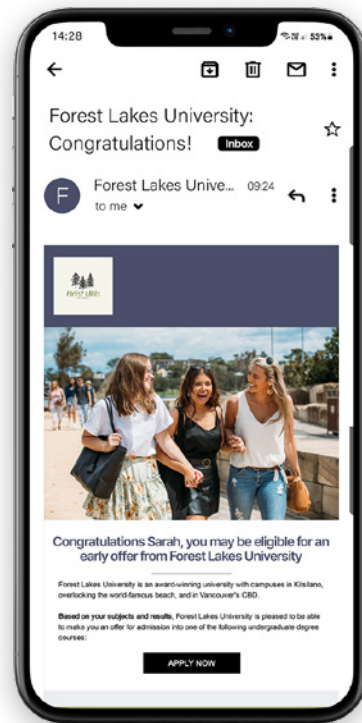 14:28
53%
Forest Lakes University:
Congratulations!
Inbox
F
Forest Lakes Unive...
09:24
to me
Forest Lakes
Congratulations Sarah, you may be eligible for an
early offer from Forest Lakes University
Forest Lakes University is an award-winning university with campuses in Kitsilano,
overlooking the world-famous beach, and in Vancouver's CBD.
Based on your subjects and results, Forest Lakes University is pleased to be able
to make you an offer for admission into one of the following undergraduate degree
courses:
APPLY NOW